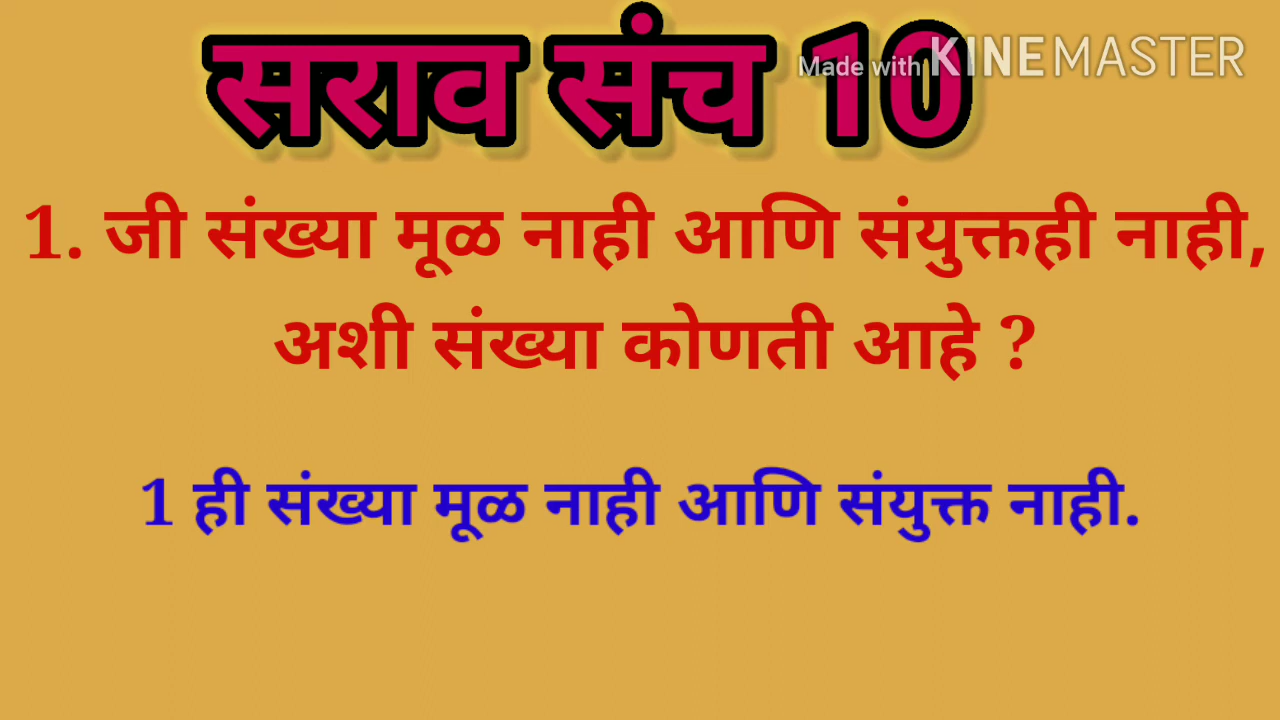 सराव संच 10
Made with KINEMASTER
1. जी संख्या मूळ नाही आणि संयुक्तही नाही,
अशी संख्या कोणती आहे ?
1 ही संख्या मूळ नाही आणि संयुक्त नाही.